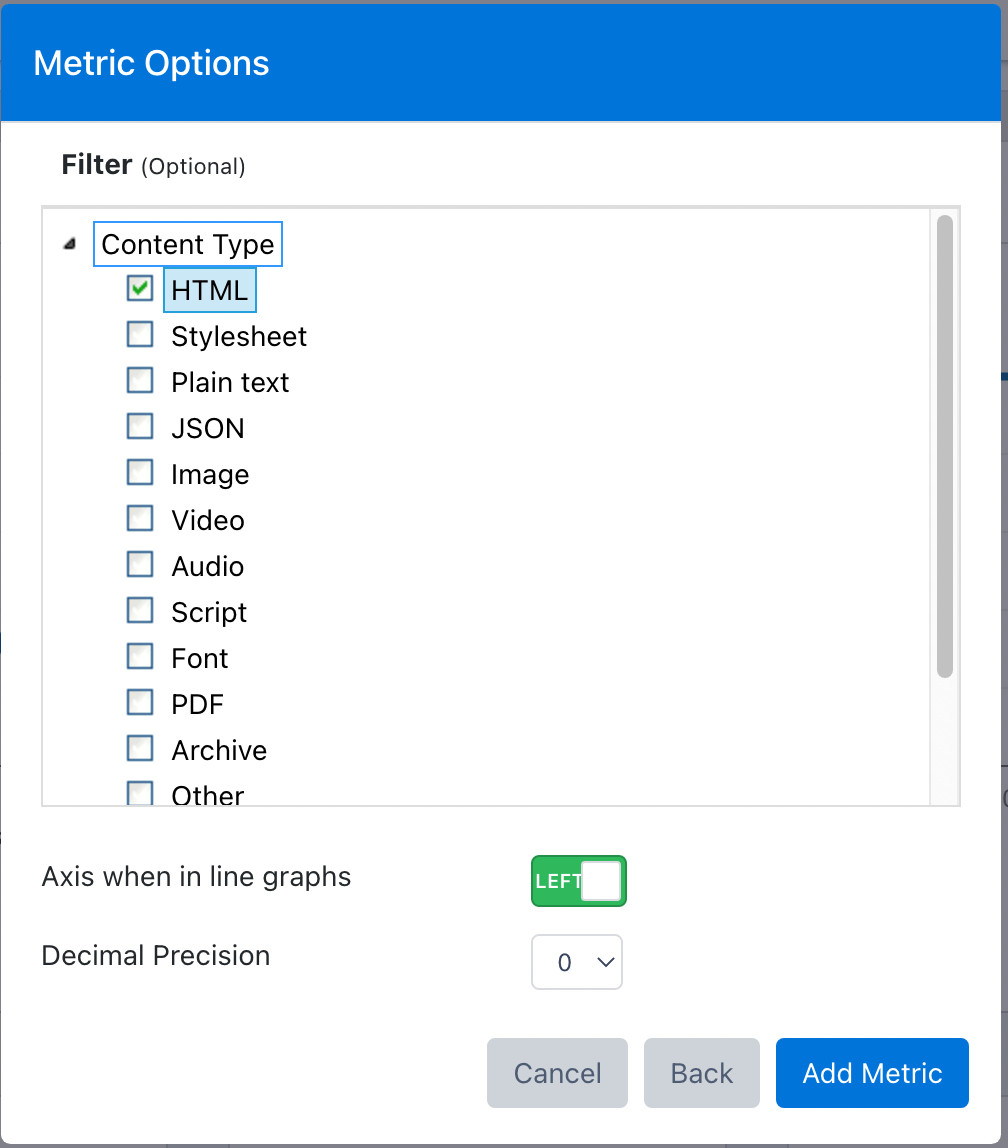 Metric Options
Filter (Optional)
Content Type
HTML
Stylesheet
Plain text
JSON
Image
Video
Audio
Script
Font
PDF
Archive
Other
Axis when in line graphs LEFT
Decimal Precision 0
Cancel Back Add Metric